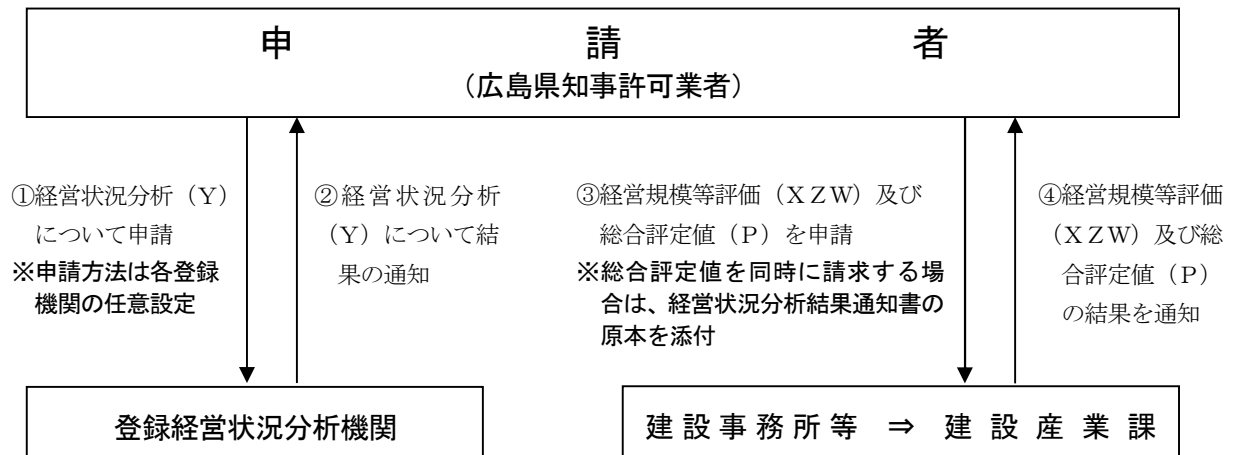 申請者
（広島県知事許可業者）
①経営状況分析（Ｙ）
について申請
※申請方法は各登録
機関の任意設定
②経営状況分析
（Ｙ）について結
果の通知
③経営規模等評価（ＸＺＷ）及び
総合評定値（Ｐ）を申請
※総合評定値を同時に請求する場
合は、経営状況分析結果通知書の
原本を添付
④経営規模等評価
（ＸＺＷ）及び総
合評定値（Ｐ）
の結果を通知
登録経営状況分析機関
建設事務所等 ⇒ 建設産業課